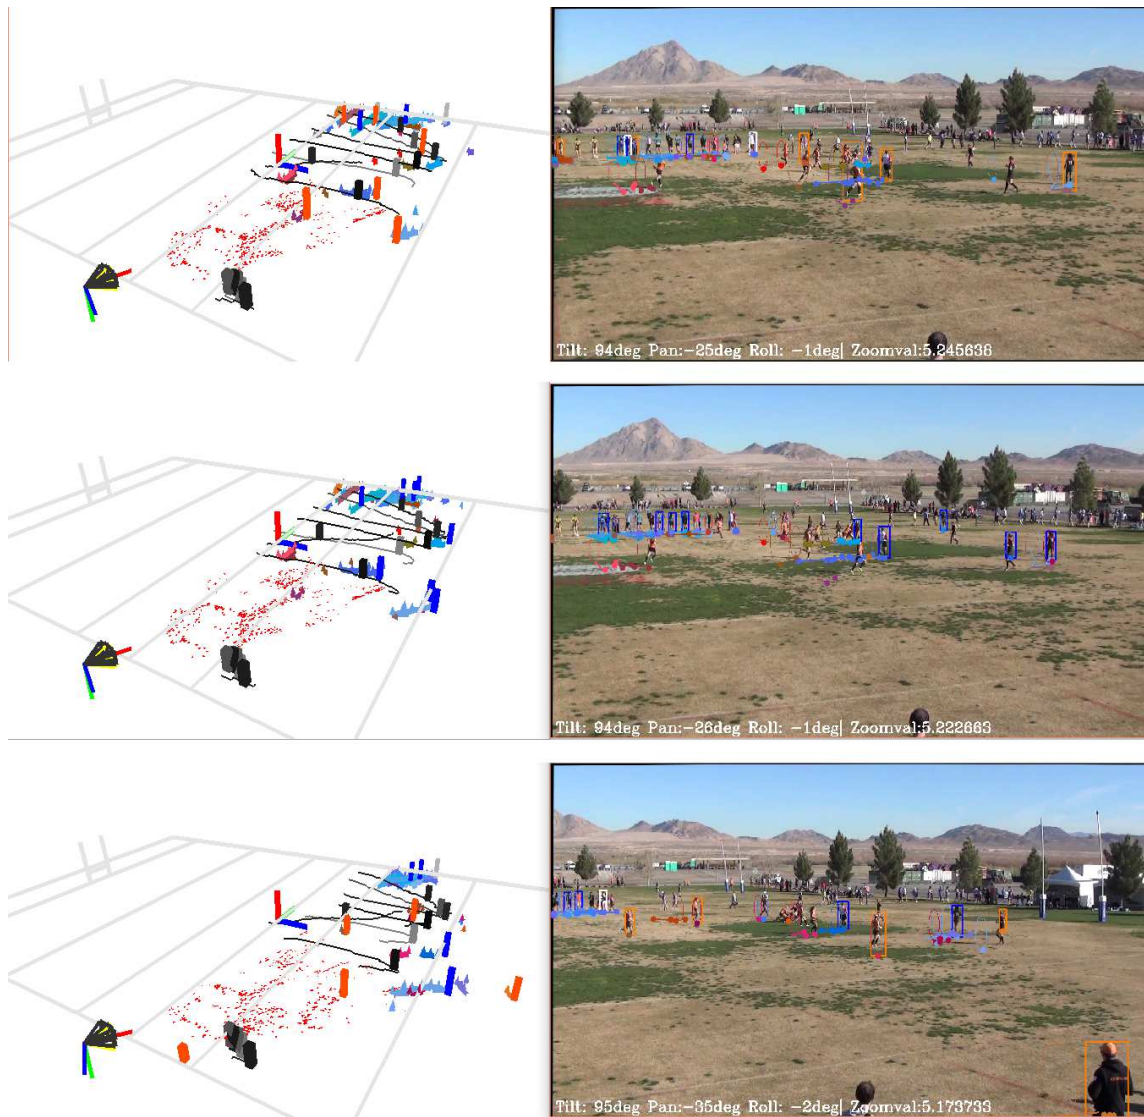 Tilt: 94deg Pan:-25deg Roll: -1deg| Zoomval:5.245638
Tilt: 94deg Pan:-26deg Roll: -1deg| Zoomval:5.222663
Tilt: 95deg Pan:-35deg Roll: -2deg| Zoomval:5.173733